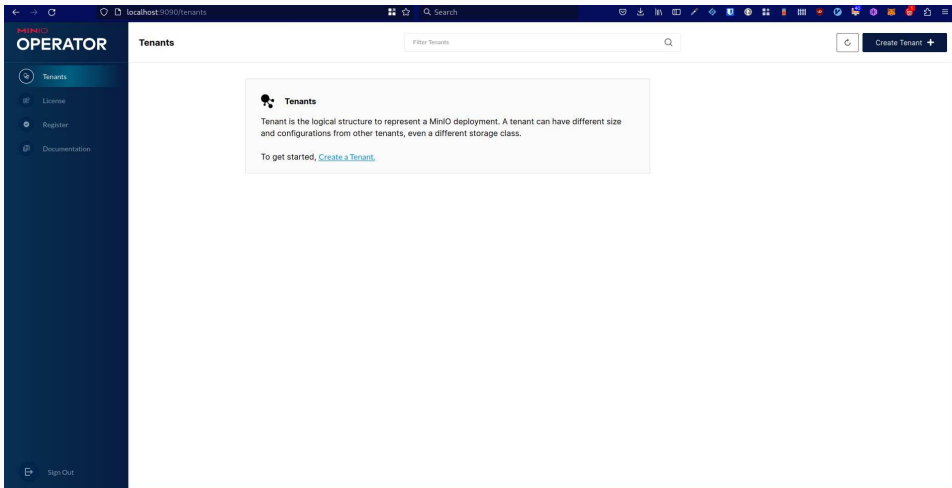 localhost:9090/tenants
Search
MINIO
OPERATOR
Tenants
License
Register
Documentation
Sign Out
Tenants
Filter Tenants
Create Tenant
Tenants
Tenant is the logical structure to represent a MinIO deployment. A tenant can have different size
and configurations from other tenants, even a different storage class.
To get started, Create a Tenant.